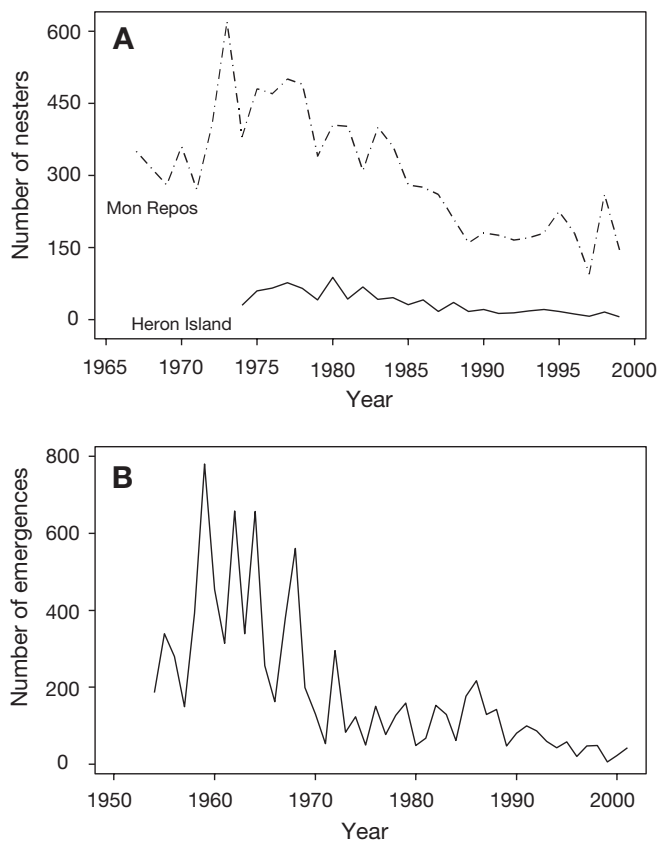 A
Number of nesters
600
450
300
150
0
Mon Repos
Heron Island
1965 1970 1975 1980 1985 1990 1995 2000
Year
B
Number of emergences
800
600
400
200
0
1950 1960 1970 1980 1990 2000
Year